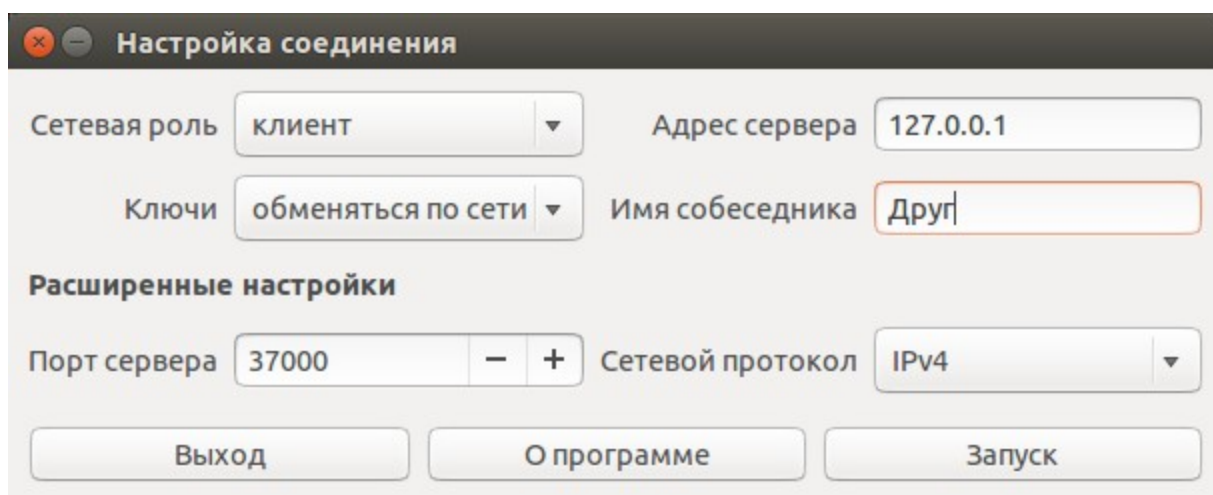 Настройка соединения
Сетевая роль клиент Адрес сервера 127.0.0.1
Ключи обменяться по сети Имя собеседника Друг
Расширенные настройки
Порт сервера 37000 − + Сетевой протокол IPv4
Выход О программе Запуск